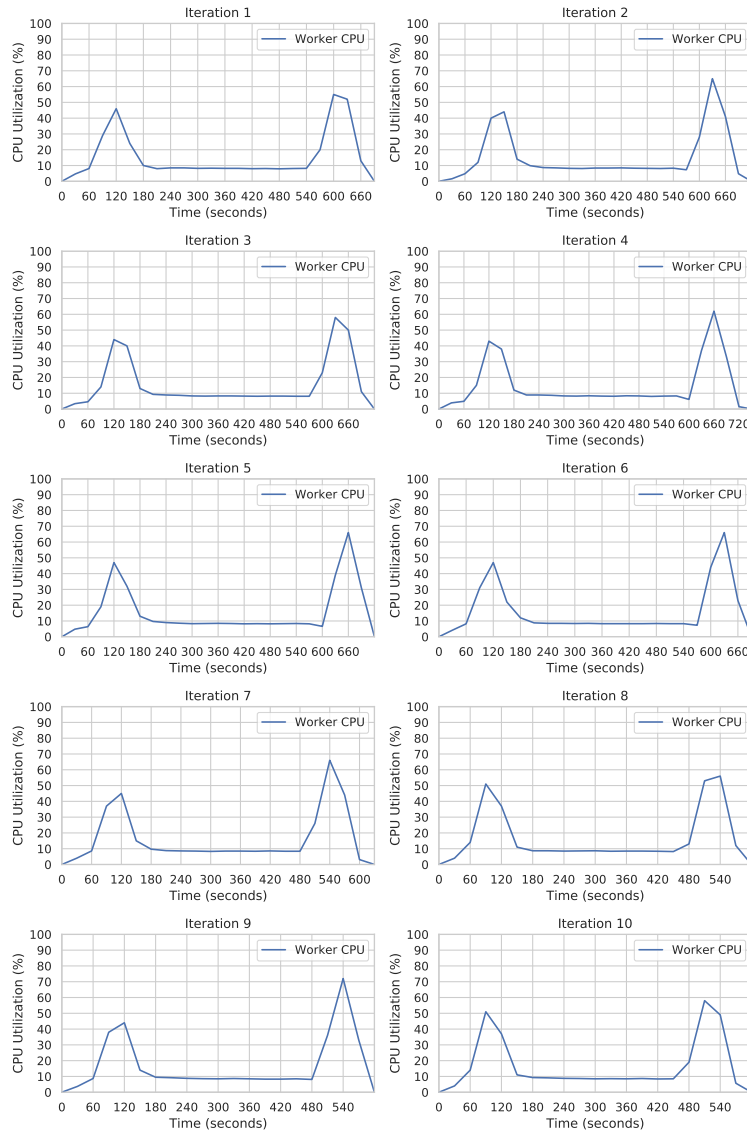 Iteration 1
100
90
80
70
60
50
40
30
20
10
0
CPU Utilization (%)
Worker CPU
0 60 120 180 240 300 360 420 480 540 600 660
Time (seconds)
Iteration 2
100
90
80
70
60
50
40
30
20
10
0
CPU Utilization (%)
Worker CPU
0 60 120 180 240 300 360 420 480 540 600 660
Time (seconds)
Iteration 3
100
90
80
70
60
50
40
30
20
10
0
CPU Utilization (%)
Worker CPU
0 60 120 180 240 300 360 420 480 540 600 660
Time (seconds)
Iteration 4
100
90
80
70
60
50
40
30
20
10
0
CPU Utilization (%)
Worker CPU
0 60 120 180 240 300 360 420 480 540 600 660 720
Time (seconds)
Iteration 5
100
90
80
70
60
50
40
30
20
10
0
CPU Utilization (%)
Worker CPU
0 60 120 180 240 300 360 420 480 540 600 660
Time (seconds)
Iteration 6
100
90
80
70
60
50
40
30
20
10
0
CPU Utilization (%)
Worker CPU
0 60 120 180 240 300 360 420 480 540 600 660
Time (seconds)
Iteration 7
100
90
80
70
60
50
40
30
20
10
0
CPU Utilization (%)
Worker CPU
0 60 120 180 240 300 360 420 480 540 600
Time (seconds)
Iteration 8
100
90
80
70
60
50
40
30
20
10
0
CPU Utilization (%)
Worker CPU
0 60 120 180 240 300 360 420 480 540
Time (seconds)
Iteration 9
100
90
80
70
60
50
40
30
20
10
0
CPU Utilization (%)
Worker CPU
0 60 120 180 240 300 360 420 480 540
Time (seconds)
Iteration 10
100
90
80
70
60
50
40
30
20
10
0
CPU Utilization (%)
Worker CPU
0 60 120 180 240 300 360 420 480 540
Time (seconds)